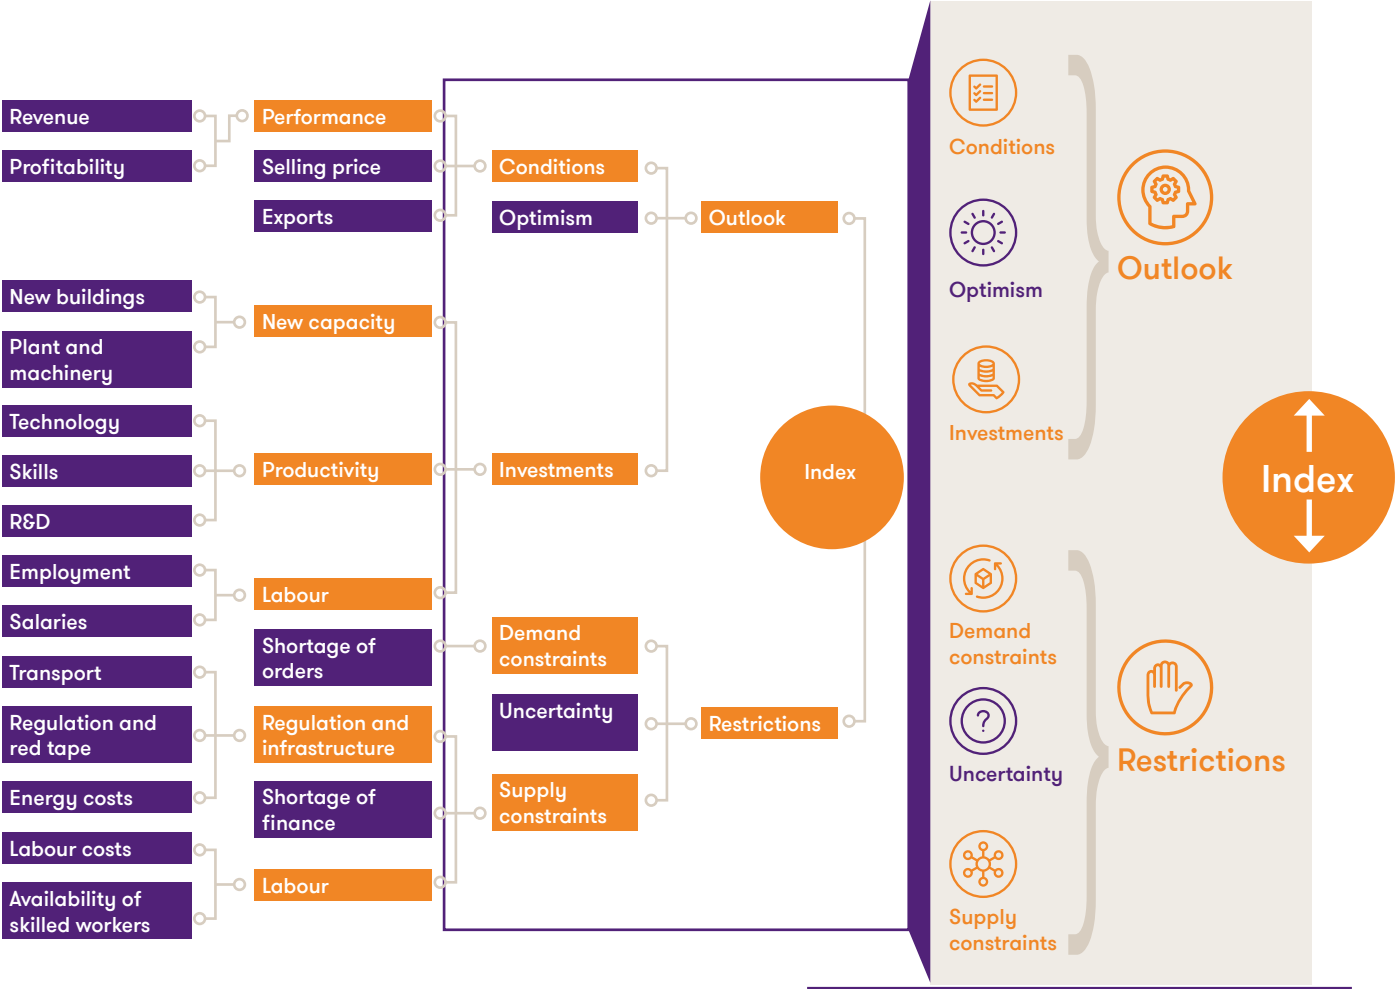 Revenue
Profitability
New buildings
Plant and
machinery
Technology
Skills
R&D
Employment
Salaries
Transport
Regulation and
red tape
Energy costs
Labour costs
Availability of
skilled workers
Performance
Selling price
Exports
New capacity
Productivity
Labour
Shortage of
orders
Regulation and
infrastructure
Shortage of
finance
Labour
Conditions
Optimism
Investments
Demand
constraints
Uncertainty
Supply
constraints
Outlook
Restrictions
Index
Conditions
Optimism
Investments
Demand
constraints
?
Uncertainty
Supply
constraints
Outlook
Restrictions
Index